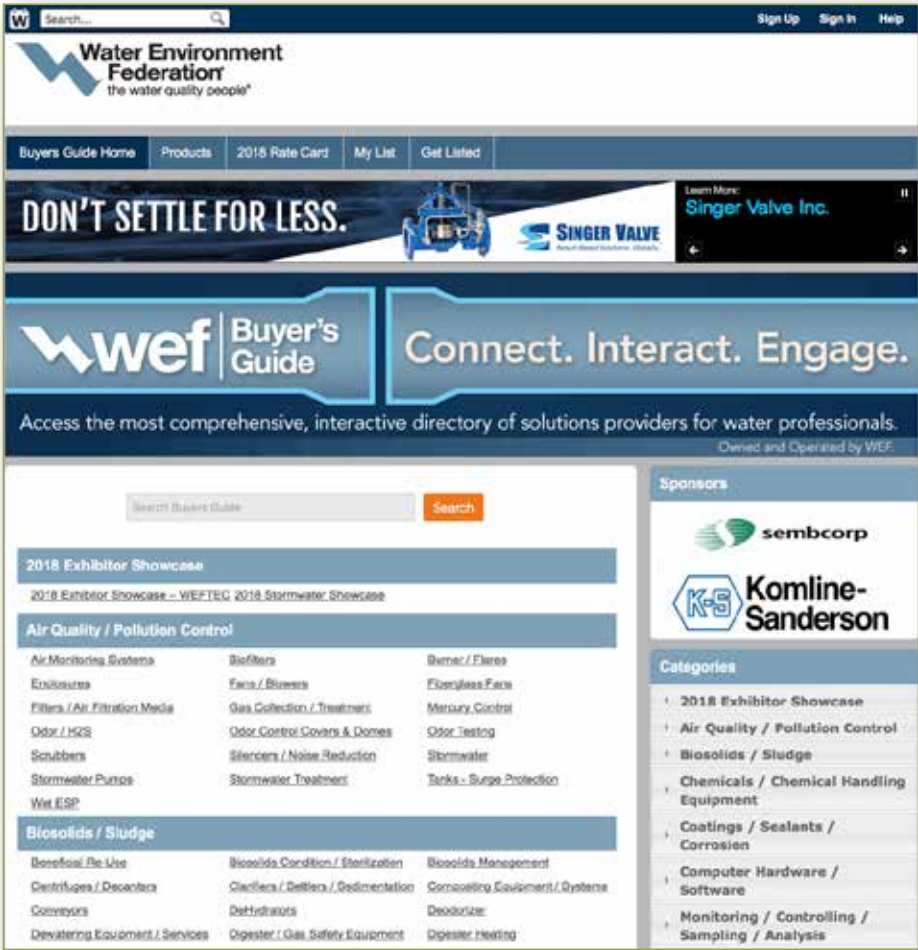 W Search... Sign Up Sign In Help
Water Environment
Federation®
the water quality people®
Buyers Guide Home Products 2018 Rate Card My List Get Listed
DON'T SETTLE FOR LESS.
SINGER VALVE
Learn More:
Singer Valve Inc.
wef Buyer's
Guide
Connect. Interact. Engage.
Access the most comprehensive, interactive directory of solutions providers for water professionals.
Owned and Operated by WEF.
Search Buyers Guide Search
2018 Exhibitor Showcase
2018 Exhibitor Showcase – WEFTEC 2018 Stormwater Showcase
Air Quality / Pollution Control
Air Monitoring Systems Biofilters Burner / Flares
Enclosures Fans / Blowers Fiberglass Fans
Filters / Air Filtration Media Gas Collection / Treatment Mercury Control
Odor / H2S Odor Control Covers & Domes Odor Testing
Scrubbers Silencers / Noise Reduction Stormwater
Stormwater Pumps Stormwater Treatment Tanks - Surge Protection
Wet ESP
Biosolids / Sludge
Beneficial Re Use Biosolids Condition / Sterilization Biosolids Management
Centrifuges / Decanters Clarifiers / Settlers / Sedimentation Composting Equipment / Systems
Conveyors DeHydrators Deodorizer
Dewatering Equipment / Services Digester / Gas Safety Equipment Digester Heating
Sponsors
sembcorp
K-S Komline-
Sanderson
Categories
2018 Exhibitor Showcase
Air Quality / Pollution Control
Biosolids / Sludge
Chemicals / Chemical Handling
Equipment
Coatings / Sealants /
Corrosion
Computer Hardware /
Software
Monitoring / Controlling /
Sampling / Analysis